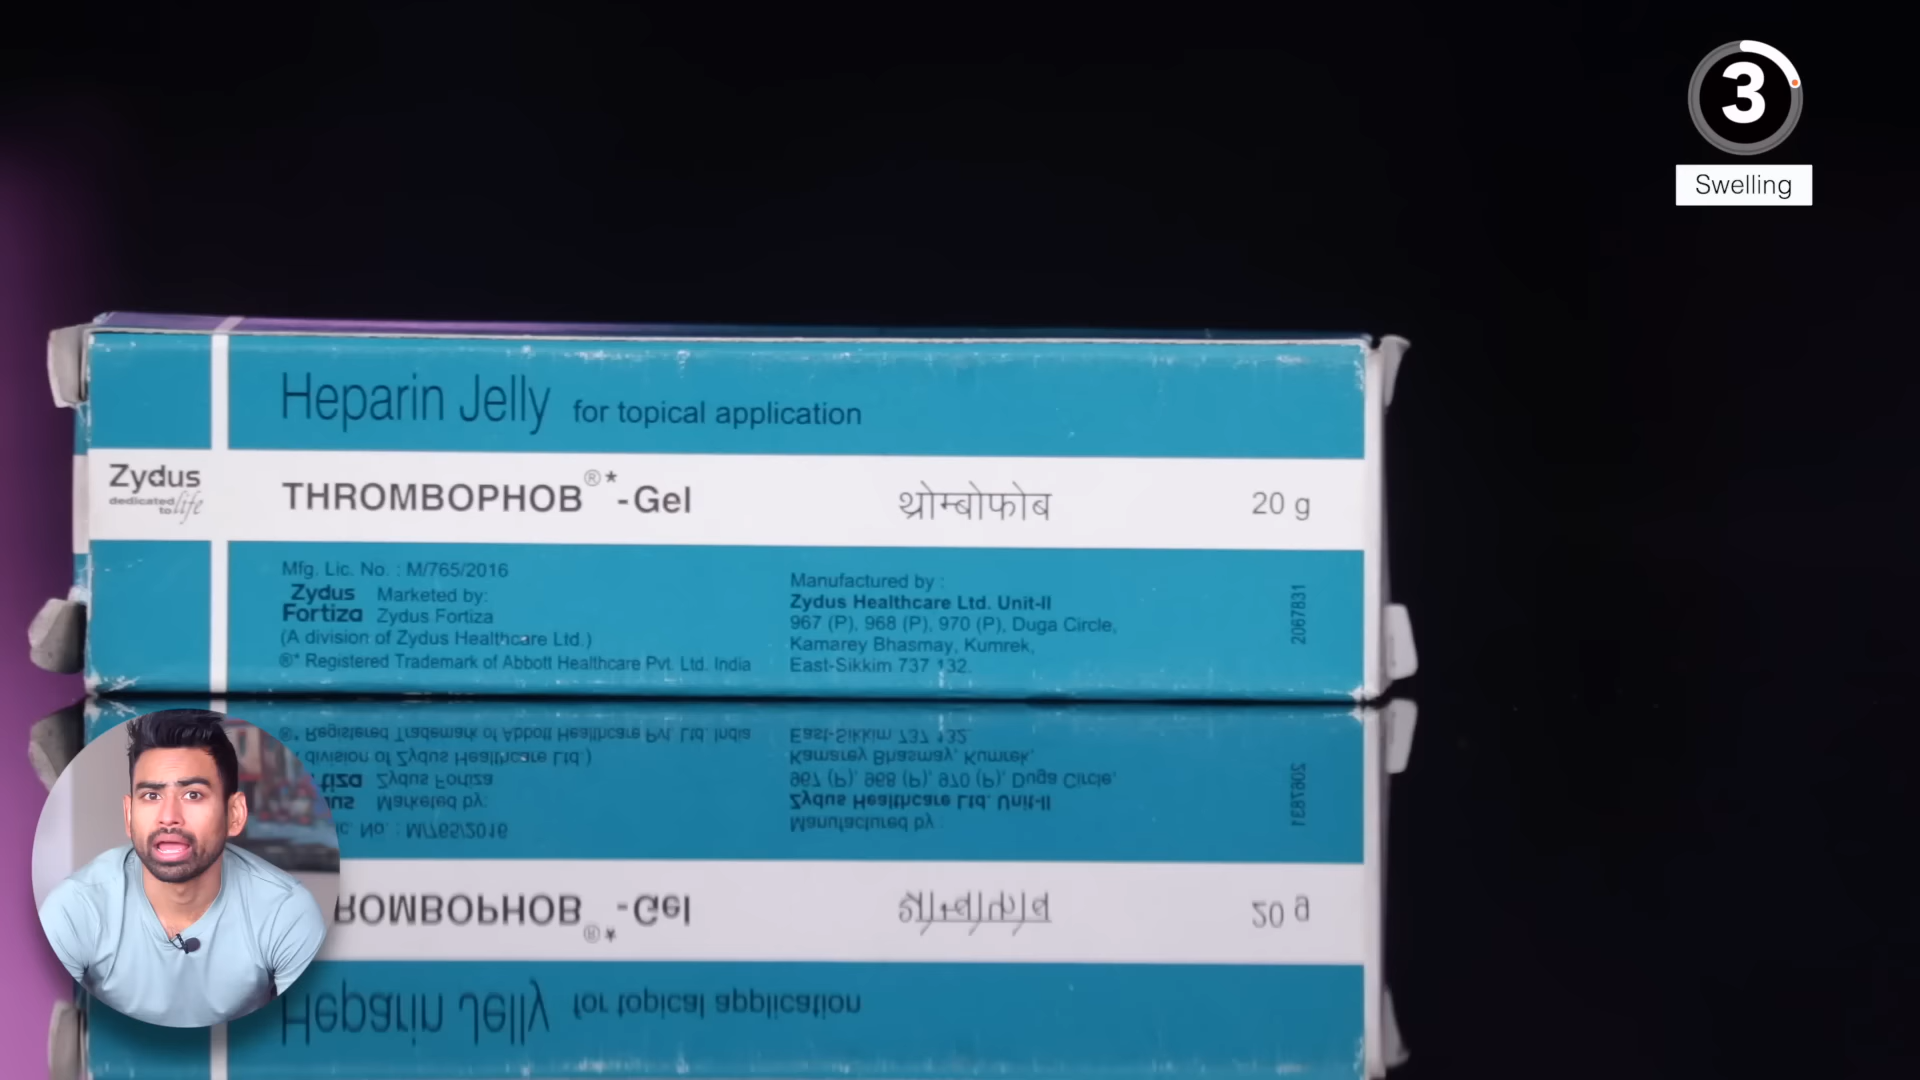 3
Swelling
Heparin Jelly for topical application
Zydus
dedicated to life
THROMBOPHOB®* -Gel
थ्रोम्बोफोब
20 g
Mfg. Lic. No. : M/765/2016
Zydus Fortiza
Marketed by:
Zydus Fortiza
(A division of Zydus Healthcare Ltd.)
®* Registered Trademark of Abbott Healthcare Pvt. Ltd. India
Manufactured by :
Zydus Healthcare Ltd. Unit-II
967 (P), 968 (P), 970 (P), Duga Circle,
Kamarey Bhasmay, Kumrek,
East-Sikkim 737 132.
2067831